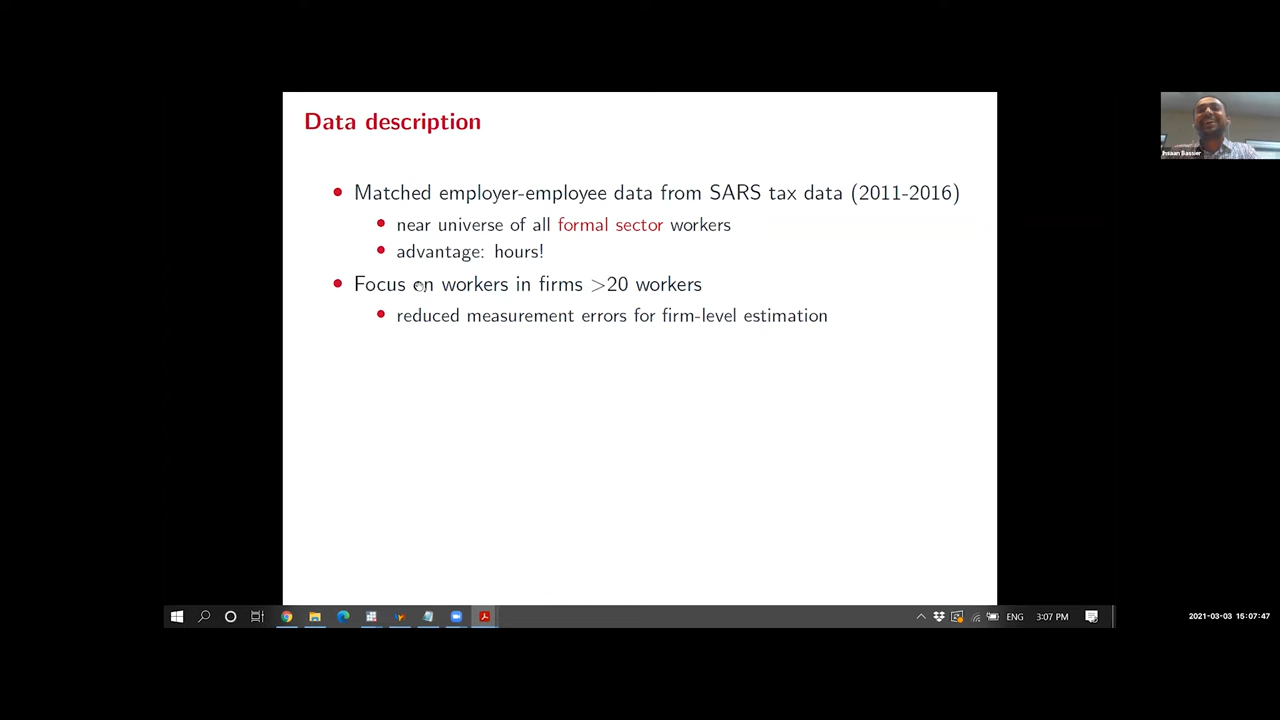 Data description
Matched employer-employee data from SARS tax data (2011-2016)
near universe of all formal sector workers
advantage: hours!
Focus on workers in firms >20 workers
reduced measurement errors for firm-level estimation
Ihsaan Bassier
ENG
3:07 PM
2021-03-03 15:07:47